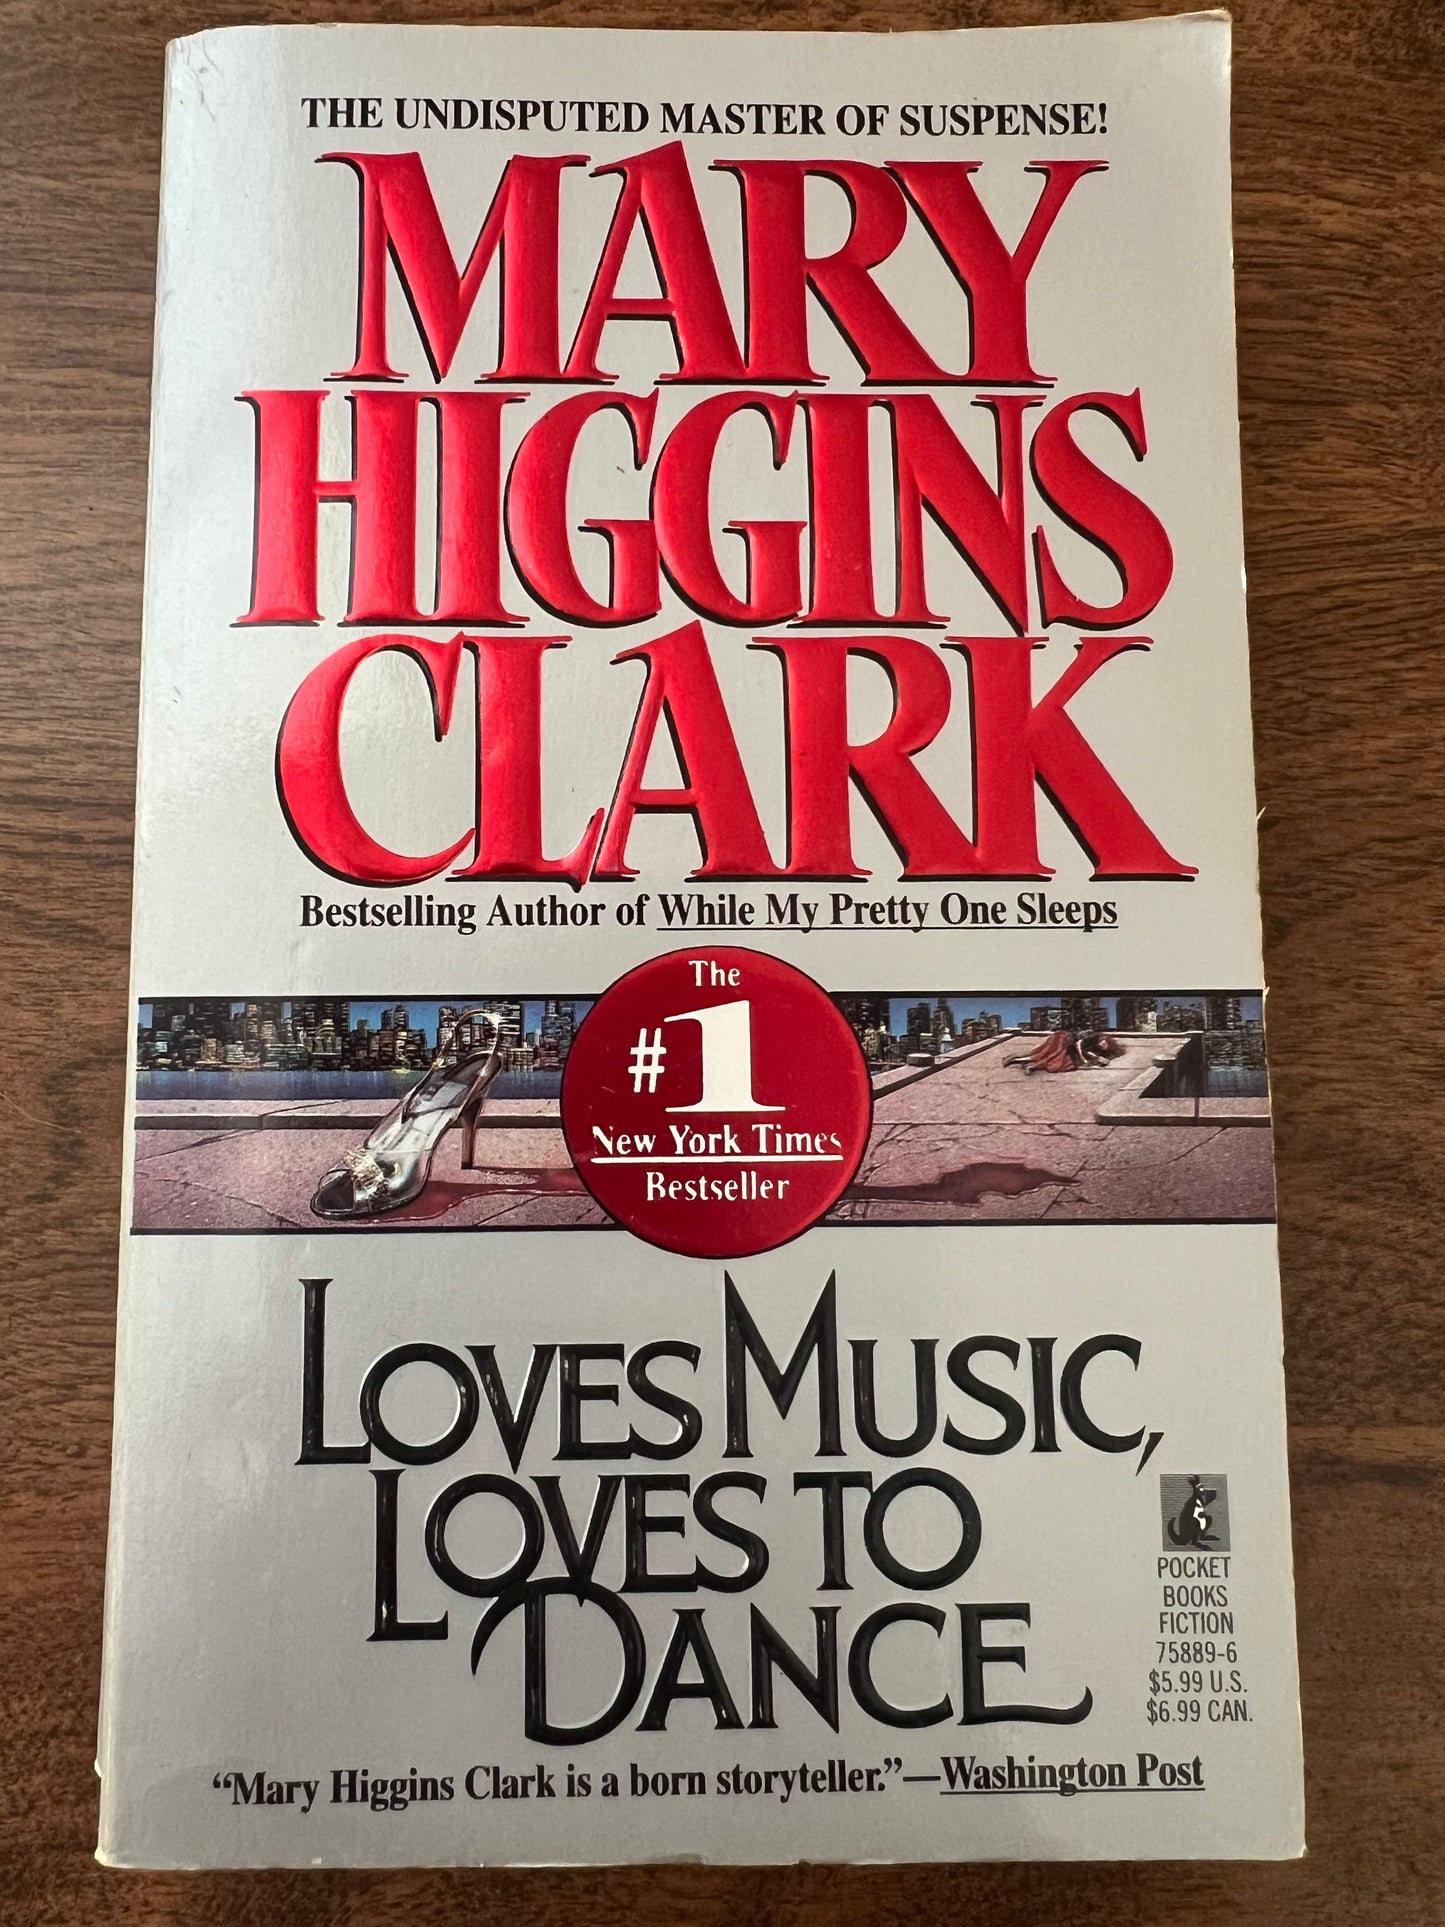 THE UNDISPUTED MASTER OF SUSPENSE!
MARY
HIGGINS
CLARK
Bestselling Author of While My Pretty One Sleeps
The
#1
New York Times
Bestseller
LOVES MUSIC,
LOVES TO
DANCE
POCKET
BOOKS
FICTION
75889-6
$5.99 U.S.
$6.99 CAN.
“Mary Higgins Clark is a born storyteller.”—Washington Post